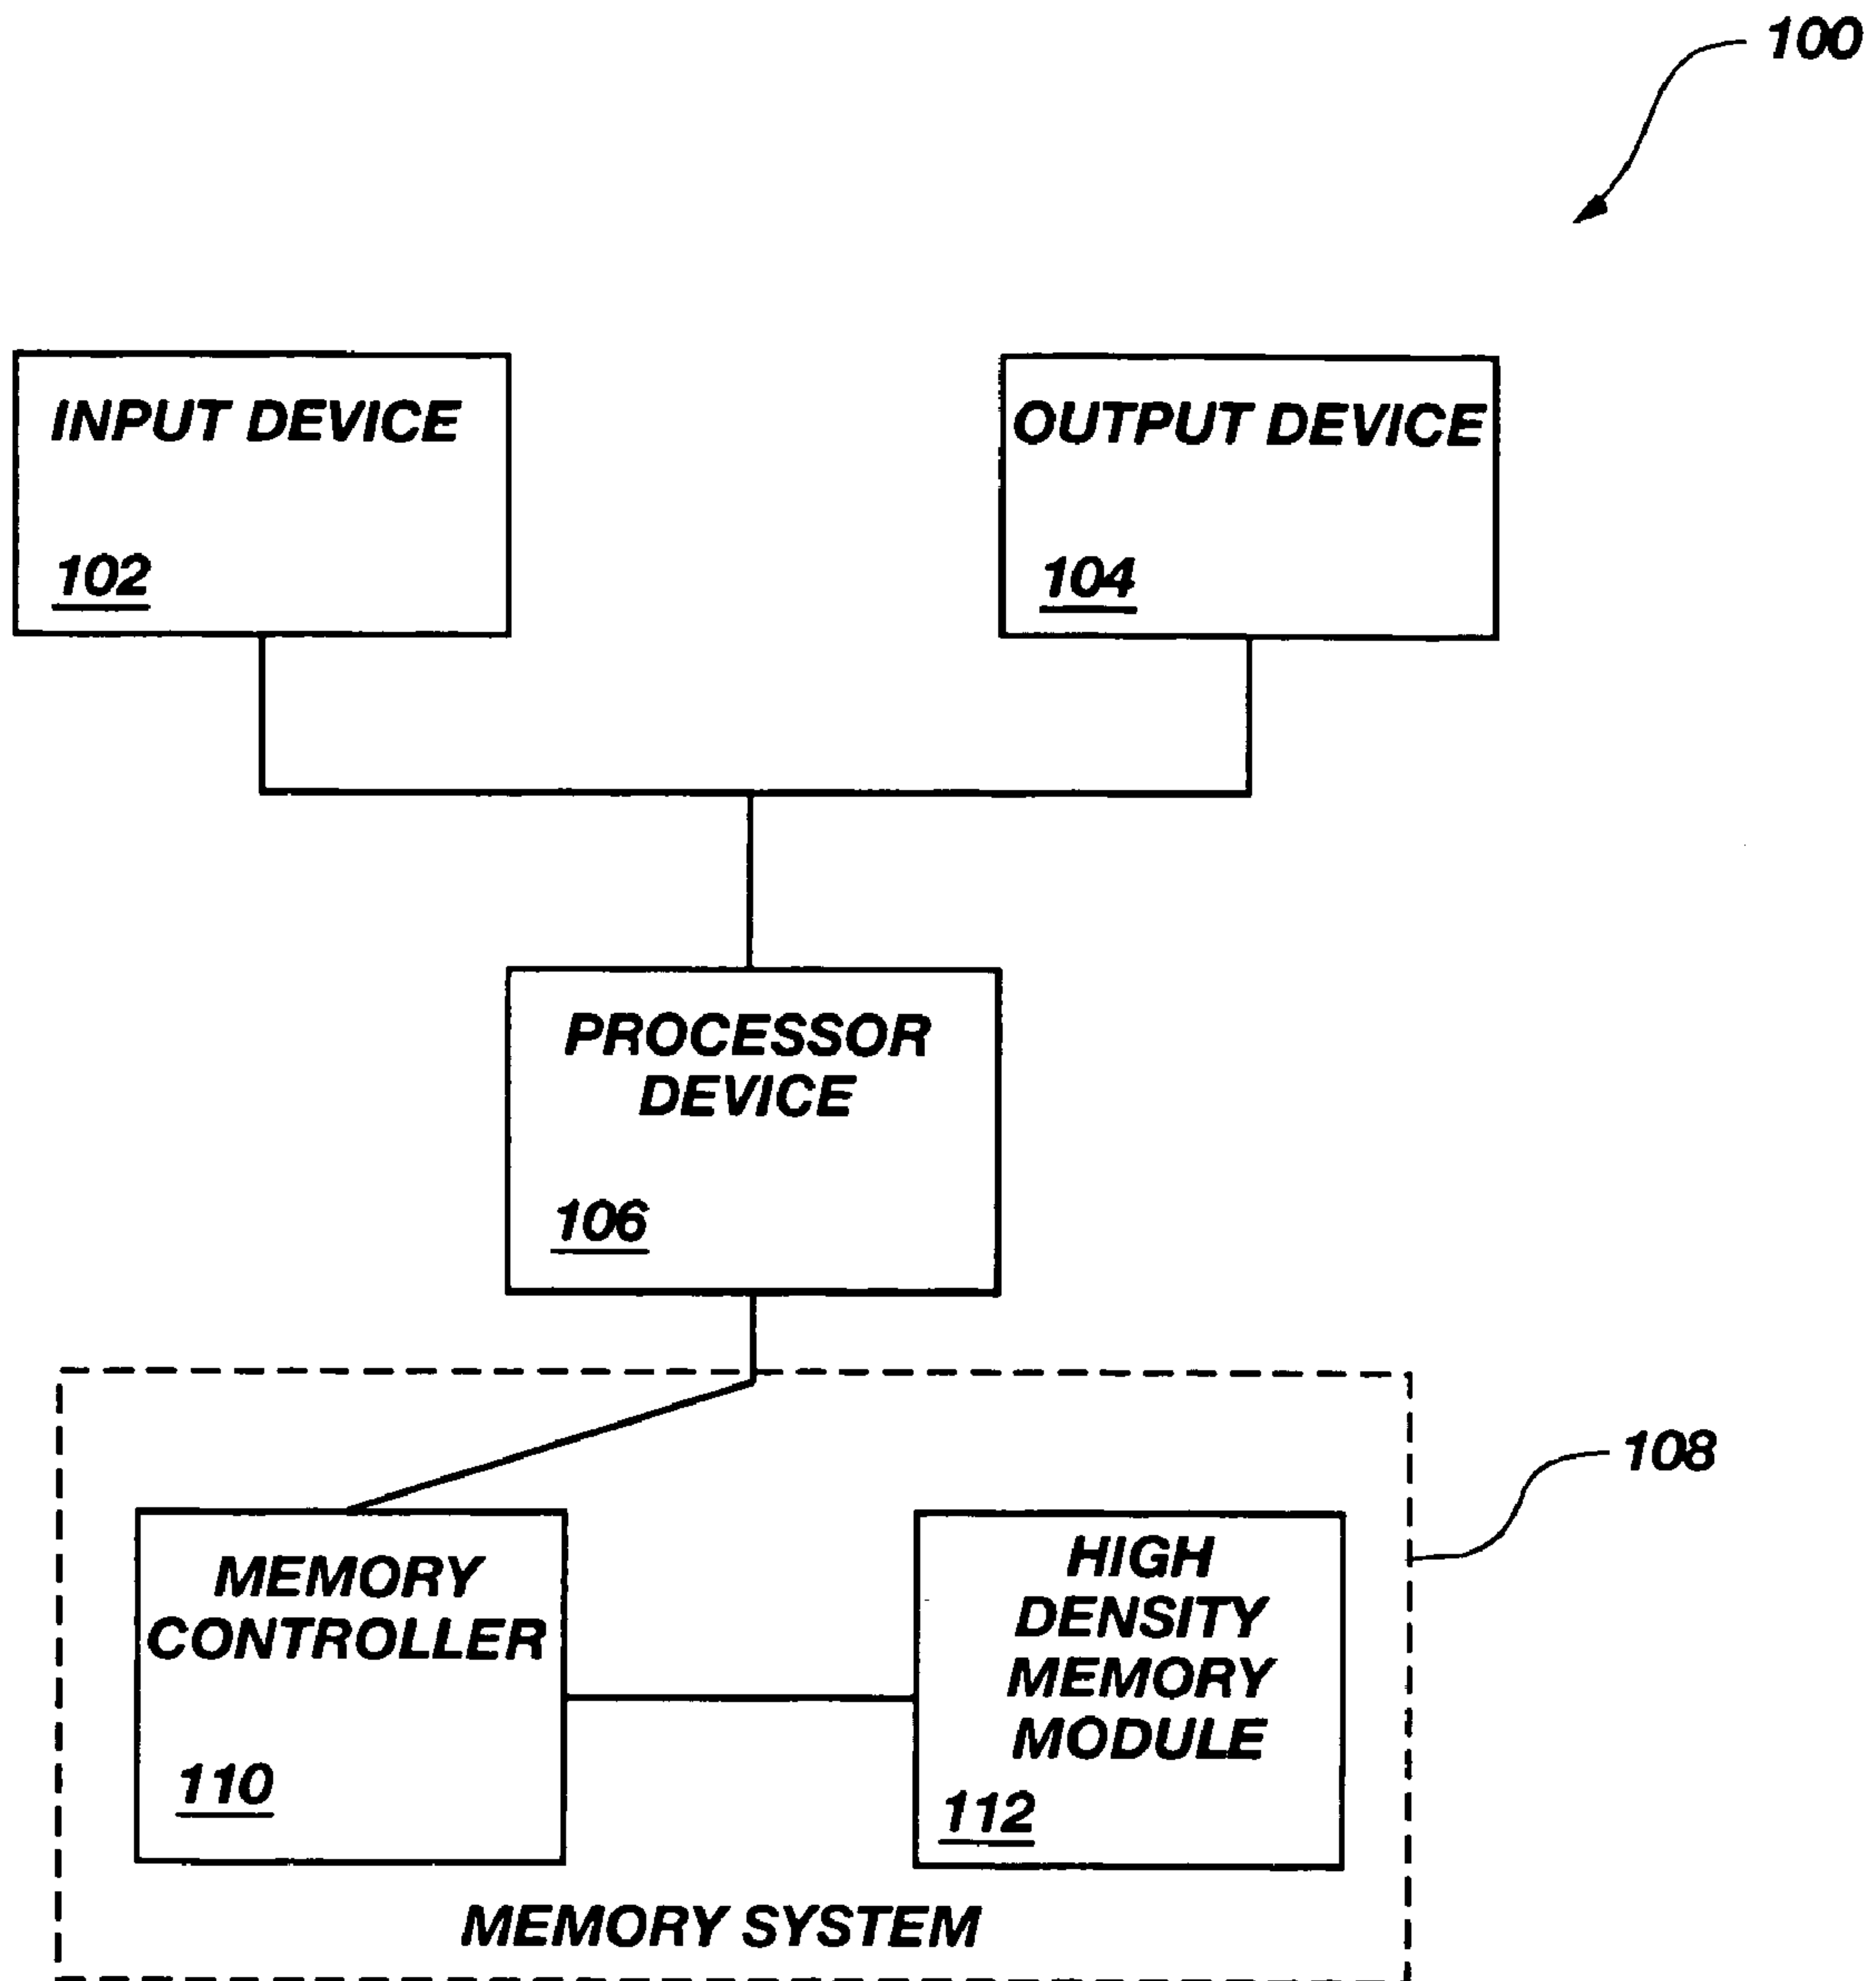 100
INPUT DEVICE
102
OUTPUT DEVICE
104
PROCESSOR
DEVICE
106
108
MEMORY
CONTROLLER
110
HIGH
DENSITY
MEMORY
MODULE
112
MEMORY SYSTEM